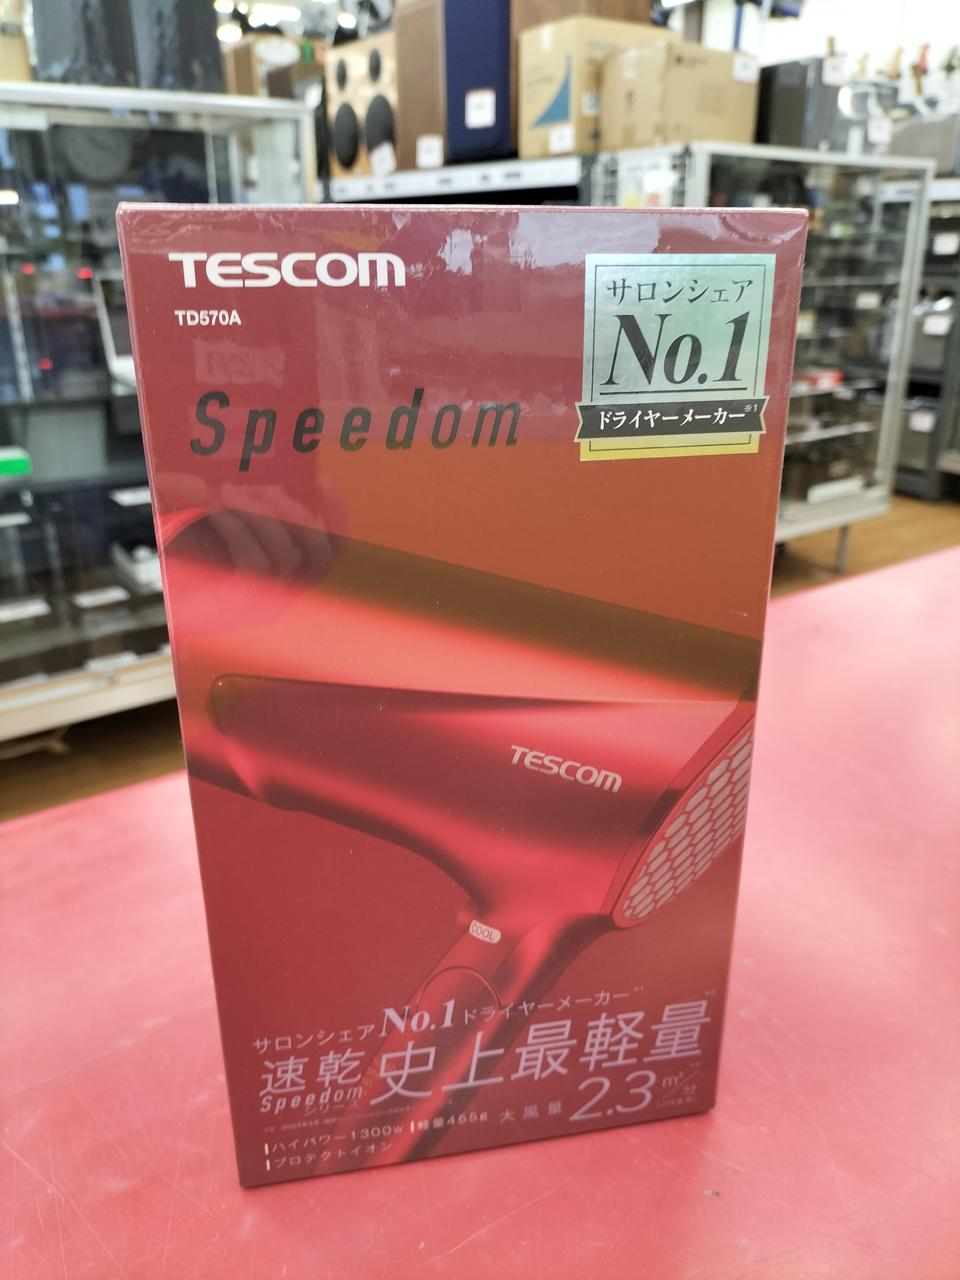 TESCOM
TD570A
Speedom
サロンシェア
No.1
ドライヤーメーカー※1
TESCOM
COOL
サロンシェアNo.1ドライヤーメーカー※1
速乾 史上最軽量
Speedom
シリーズ
大風量 2.3 m³/分
ハイパワー1300w 軽量455g
プロテクトイオン